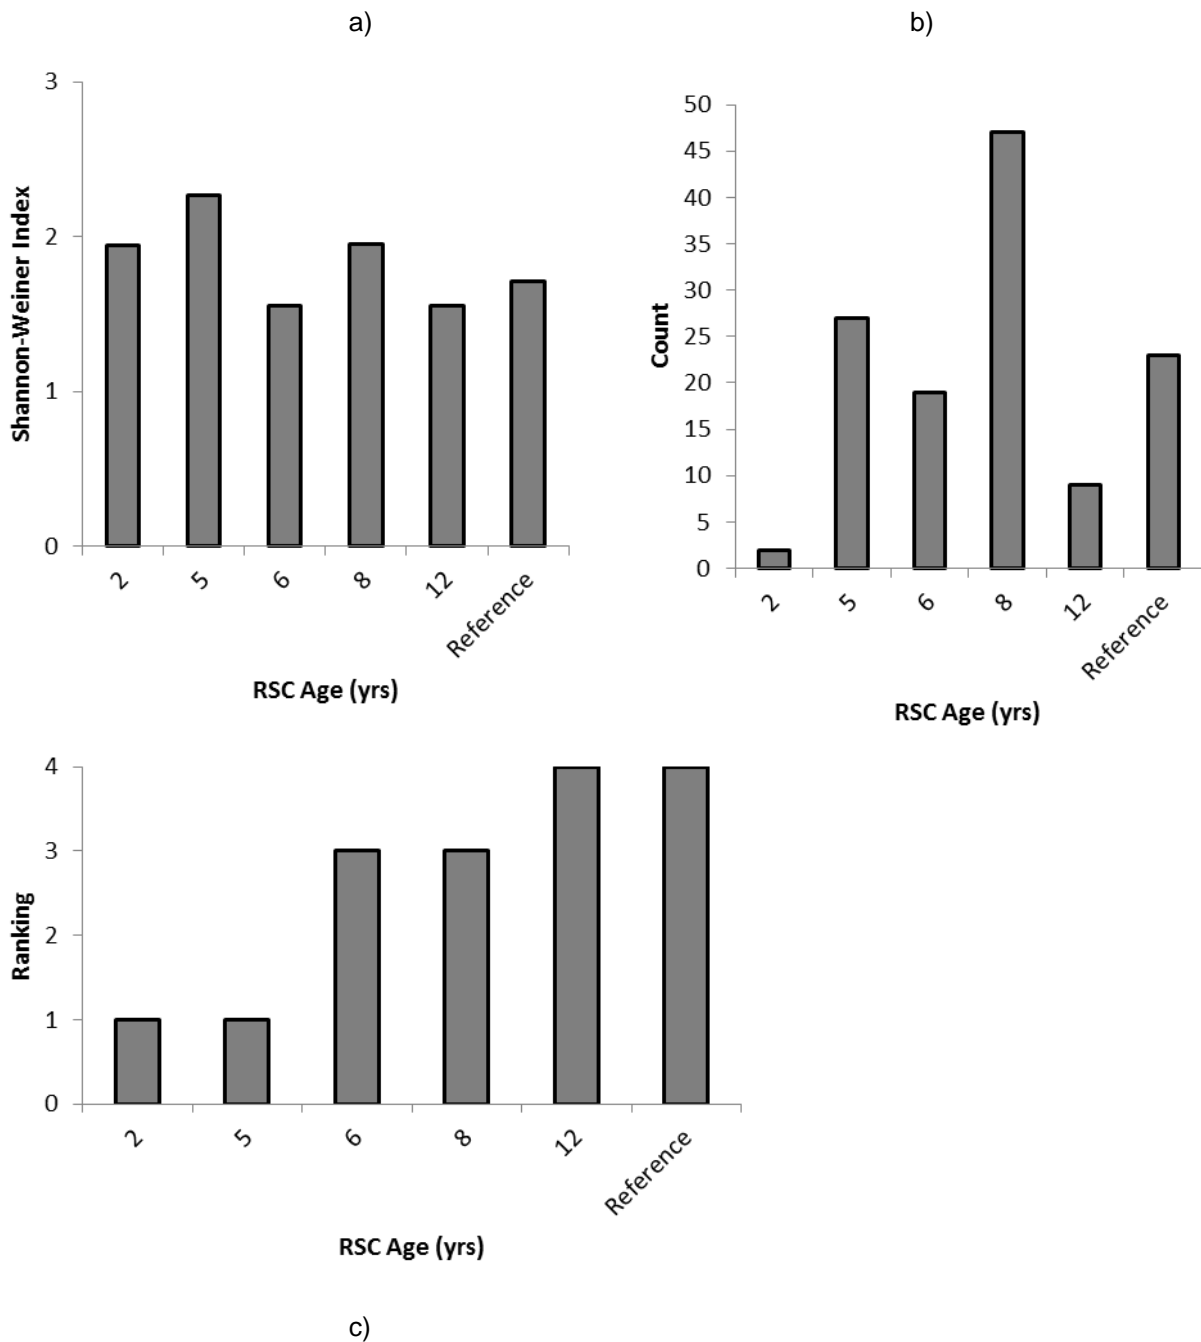 a)
3
2
1
0
Shannon-Weiner Index
2 5 6 8 12 Reference
RSC Age (yrs)
b)
50
45
40
35
30
25
20
15
10
5
0
Count
2 5 6 8 12 Reference
RSC Age (yrs)
4
3
2
1
0
Ranking
2 5 6 8 12 Reference
RSC Age (yrs)
c)